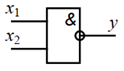 x₁ & y
x₂